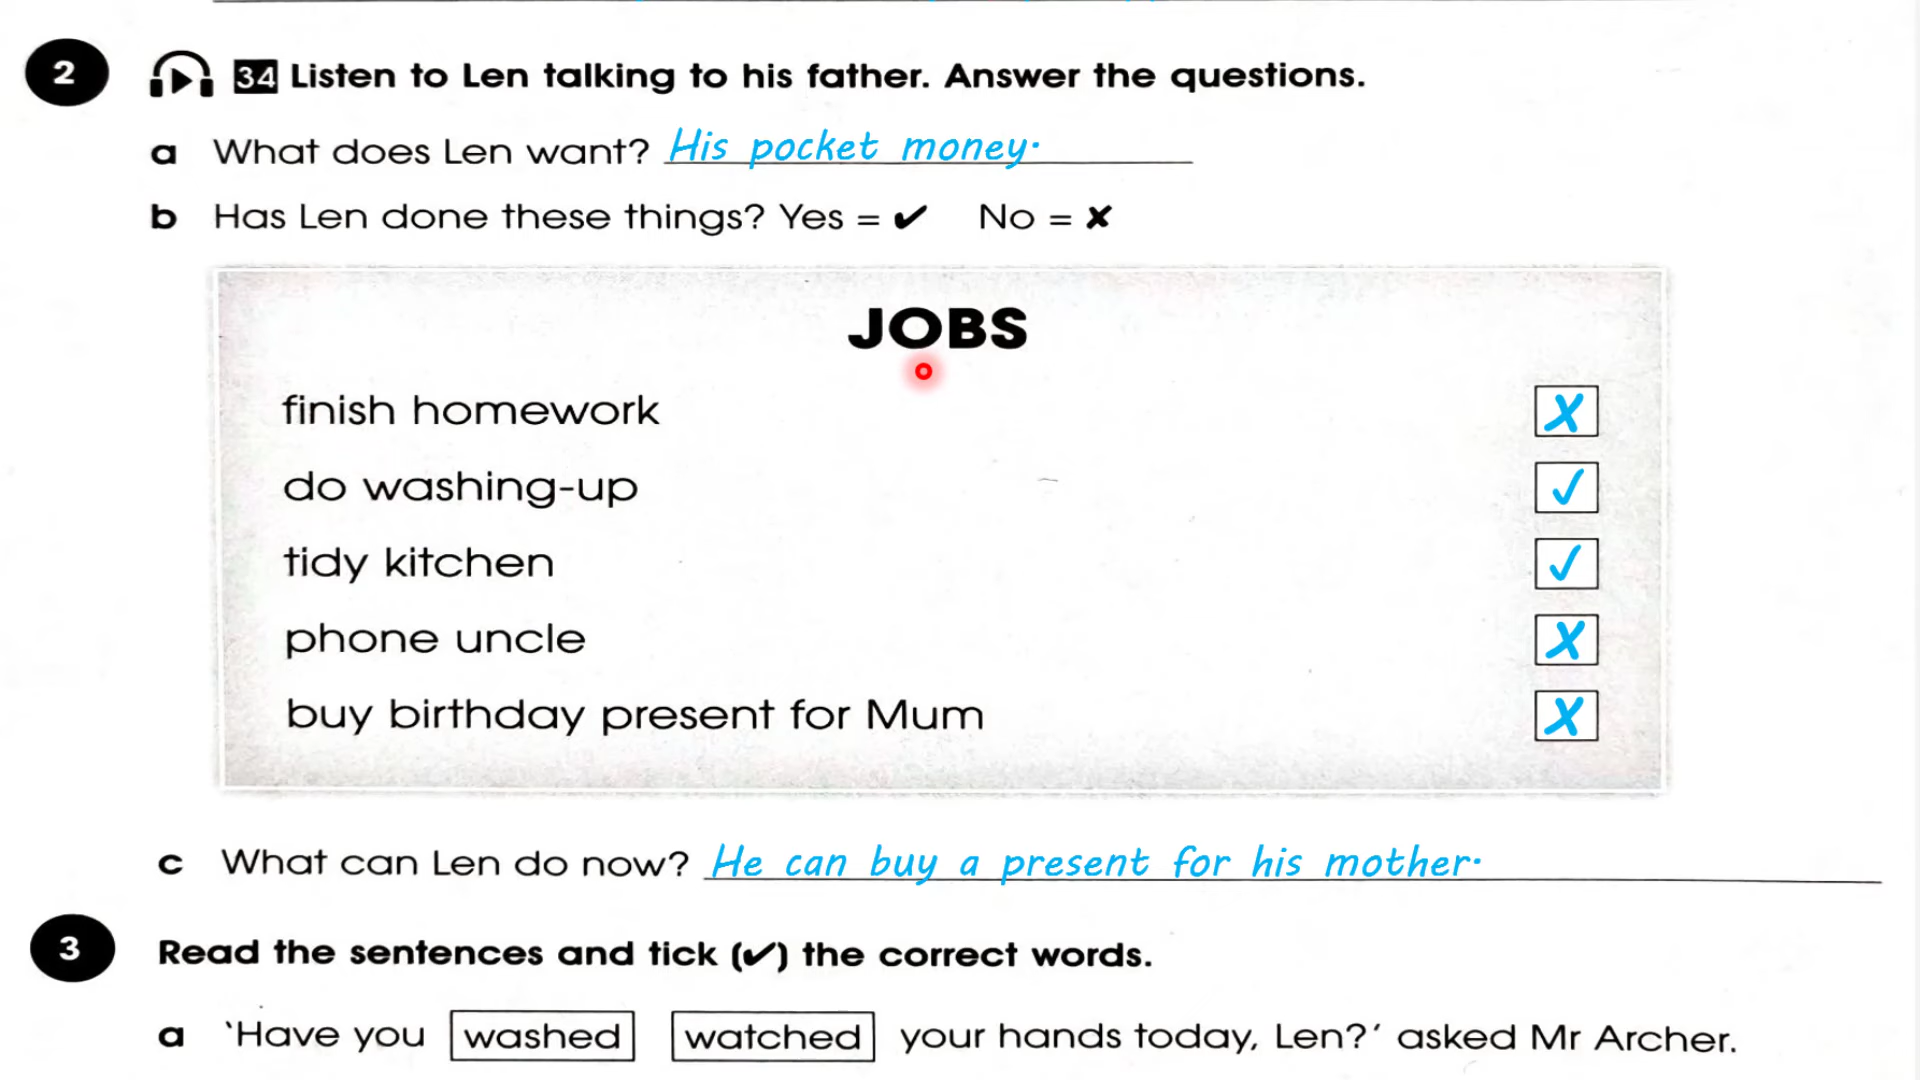 2 34 Listen to Len talking to his father. Answer the questions.
a What does Len want? His pocket money.
b Has Len done these things? Yes = ✔ No = ✘
JOBS
finish homework ✗
do washing-up ✓
tidy kitchen ✓
phone uncle ✗
buy birthday present for Mum ✗
c What can Len do now? He can buy a present for his mother.
3 Read the sentences and tick (✔) the correct words.
a ‘Have you washed watched your hands today, Len?’ asked Mr Archer.